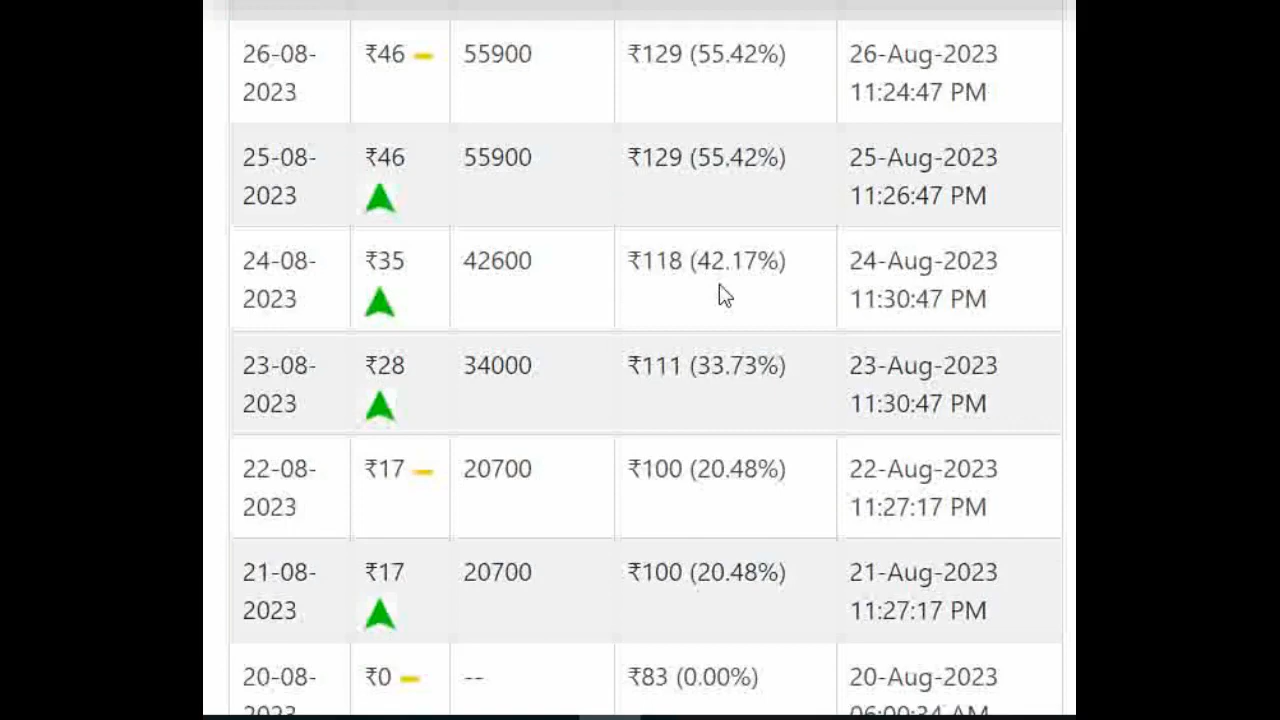 26-08- ₹46 55900 ₹129 (55.42%) 26-Aug-2023
2023 11:24:47 PM
25-08- ₹46 55900 ₹129 (55.42%) 25-Aug-2023
2023 11:26:47 PM
24-08- ₹35 42600 ₹118 (42.17%) 24-Aug-2023
2023 11:30:47 PM
23-08- ₹28 34000 ₹111 (33.73%) 23-Aug-2023
2023 11:30:47 PM
22-08- ₹17 20700 ₹100 (20.48%) 22-Aug-2023
2023 11:27:17 PM
21-08- ₹17 20700 ₹100 (20.48%) 21-Aug-2023
2023 11:27:17 PM
20-08- ₹0 -- ₹83 (0.00%) 20-Aug-2023